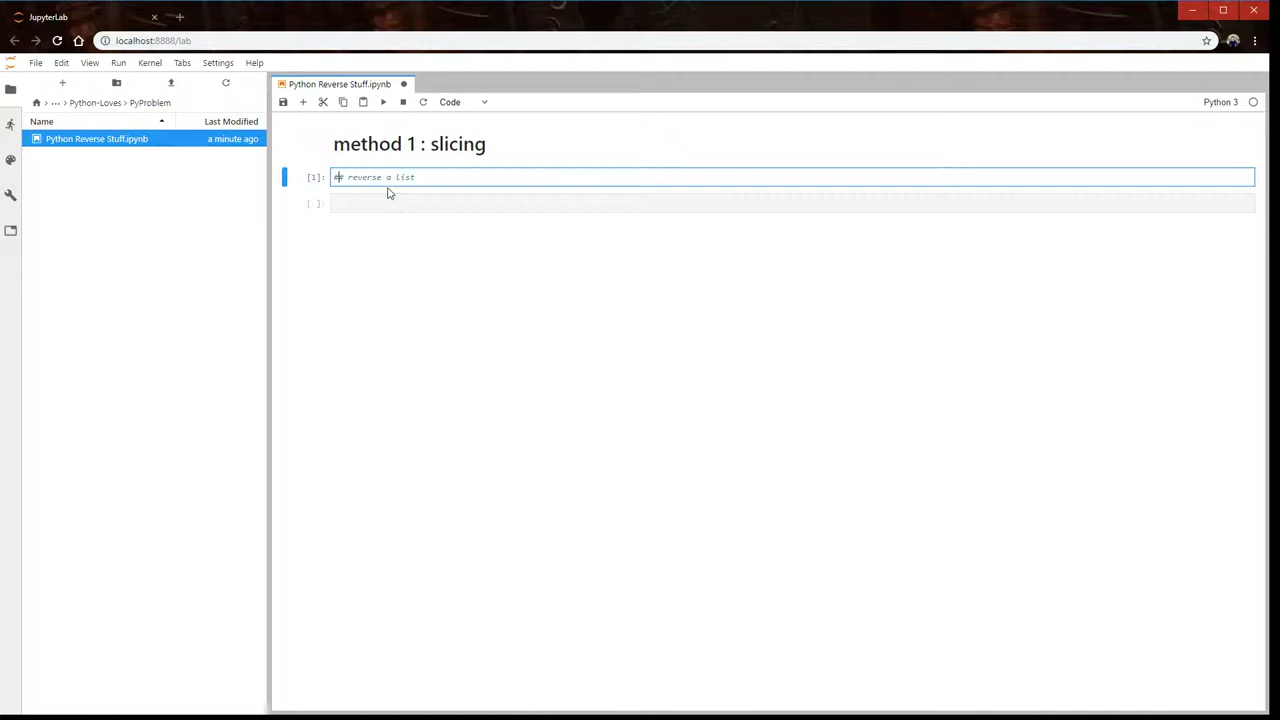 JupyterLab
localhost:8888/lab
File Edit View Run Kernel Tabs Settings Help
Python Reverse Stuff.ipynb
... Python-Loves PyProblem
Code
Python 3
Name Last Modified
Python Reverse Stuff.ipynb a minute ago
method 1 : slicing
[1]: ## reverse a list
[ ]: